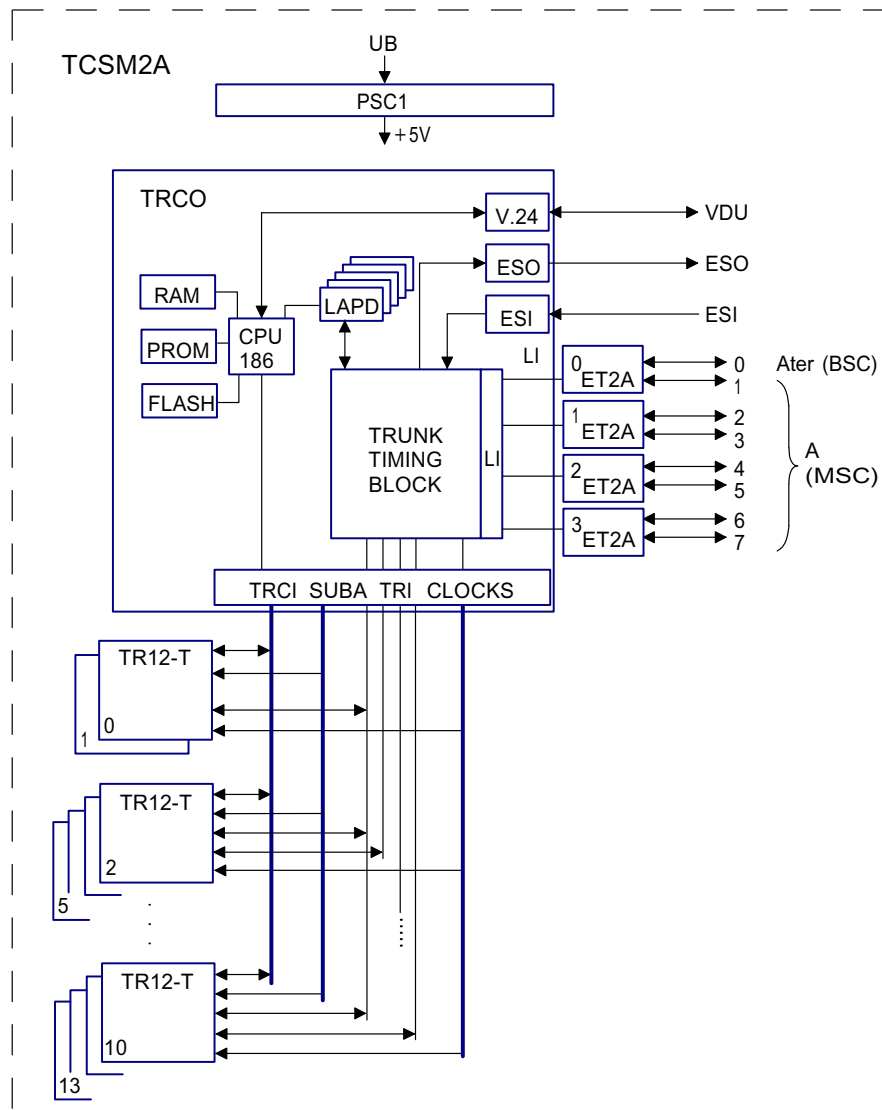 TCSM2A
UB
PSC1
+5V
TRCO
V.24
VDU
ESO
ESO
ESI
ESI
RAM
PROM
FLASH
CPU
186
LAPD
LI
TRUNK
TIMING
BLOCK
LI
0
ET2A
0
1
Ater (BSC)
1
ET2A
2
3
2
ET2A
4
5
3
ET2A
6
7
A
(MSC)
TRCI SUBA TRI CLOCKS
TR12-T
0
1
TR12-T
2
5
TR12-T
10
13